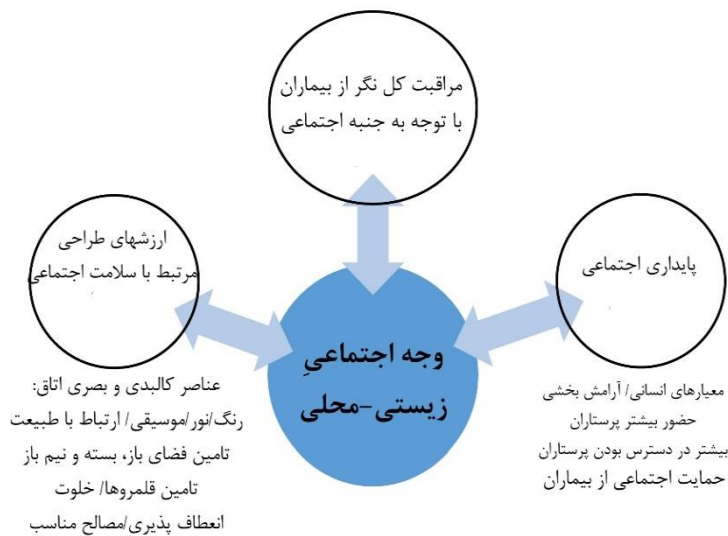 مراقبت کل نگر از بیماران
با توجه به جنبه اجتماعی
پایداری اجتماعی
معیارهای انسانی/ آرامش بخشی
حضور بیشتر پرستاران
بیشتر در دسترس بودن پرستاران
حمایت اجتماعی از بیماران
وجه اجتماعیِ
زیستی-محلی
ارزشهای طراحی
مرتبط با سلامت اجتماعی
عناصر کالبدی و بصری اتاق:
رنگ/نور/موسیقی/ ارتباط با طبیعت
تامین فضای باز، بسته و نیم باز
تامین قلمروها/ خلوت
انعطاف پذیری/مصالح مناسب